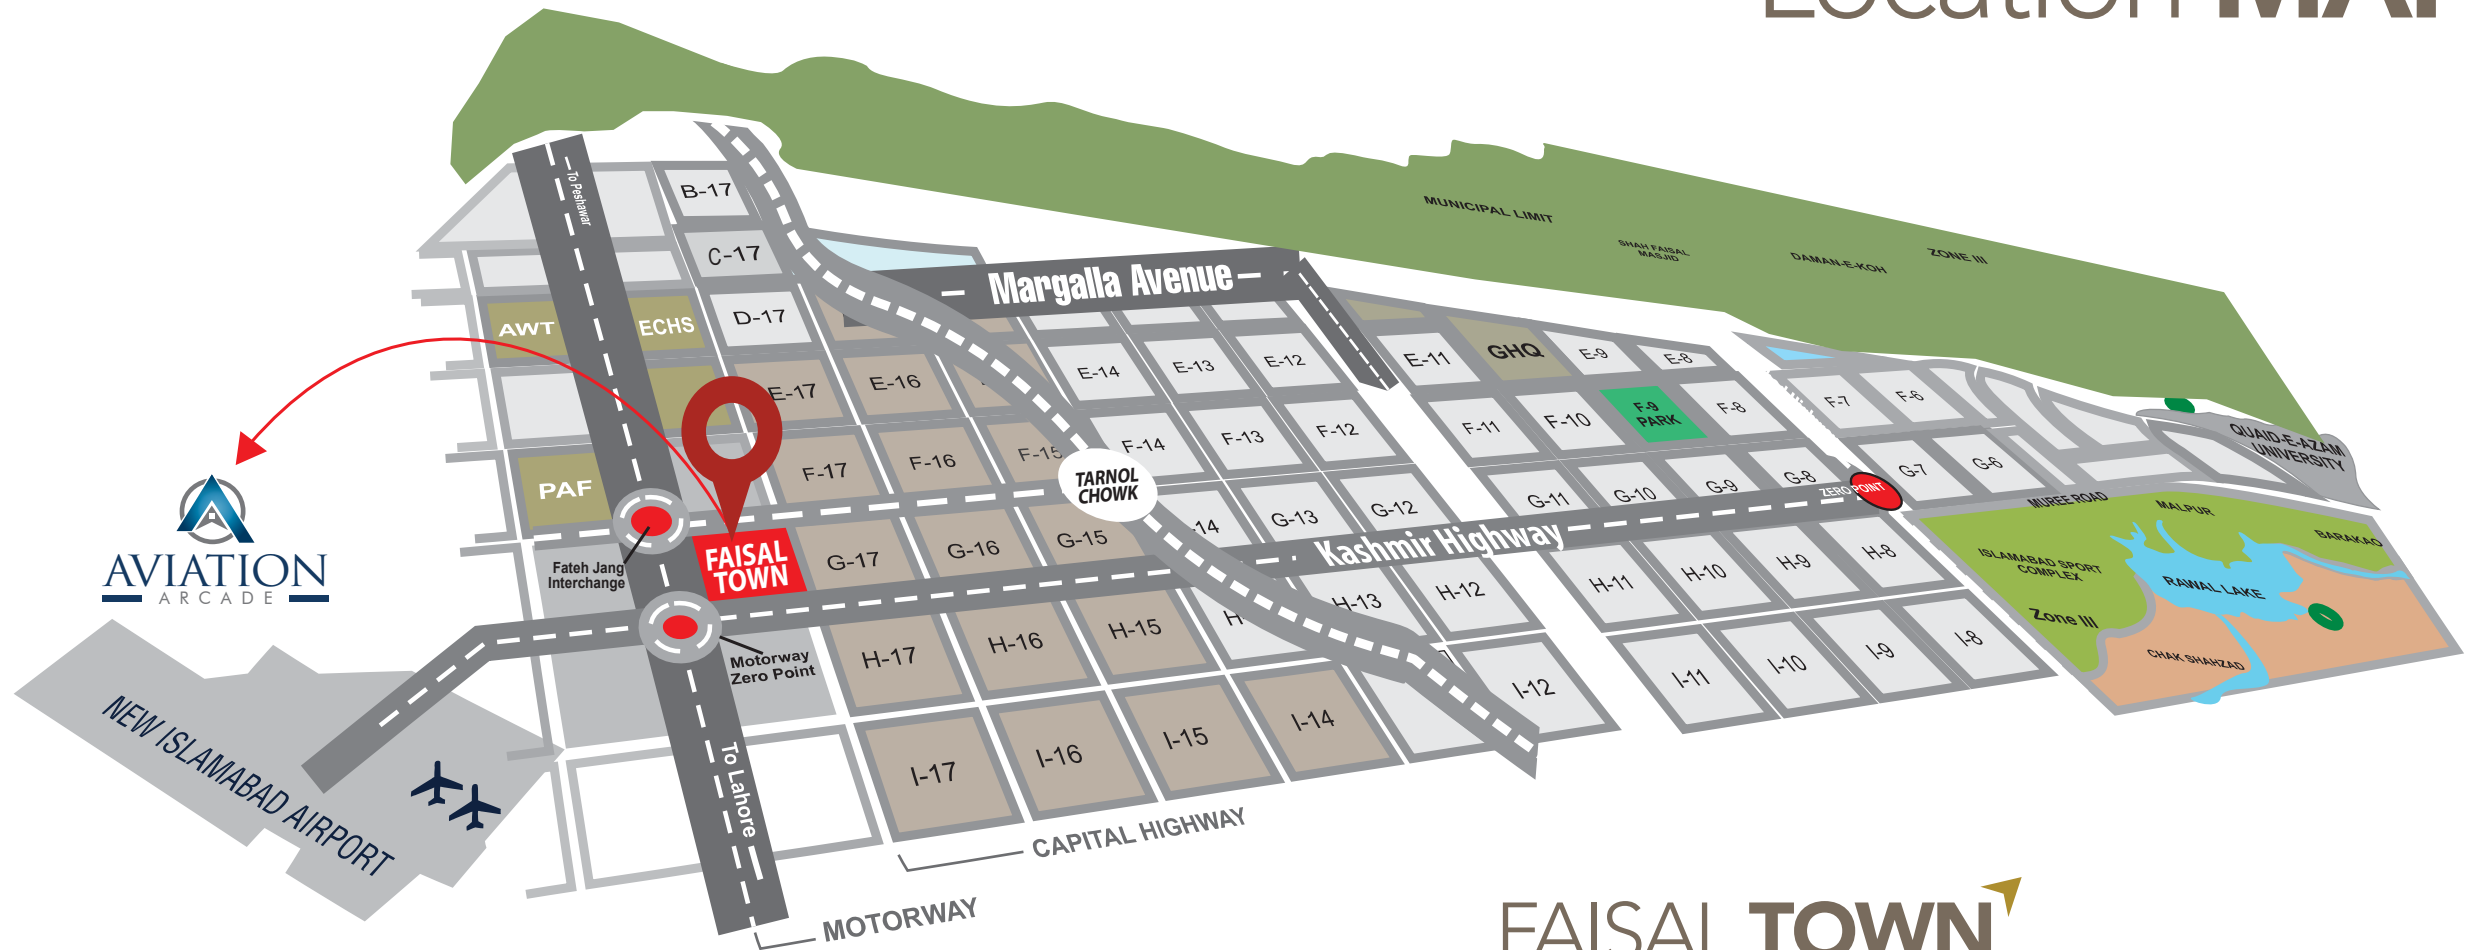 Location MAP
MUNICIPAL LIMIT
SHAH FAISAL
MASJID
DAMAN-E-KOH
ZONE III
To Peshawar
B-17
C-17
D-17
AWT
ECHS
Margalla Avenue
E-17
E-16
E-14
E-13
E-12
E-11
GHQ
E-9
E-8
PAF
F-17
F-16
F-15
F-14
F-13
F-12
F-11
F-10
F-9
PARK
F-8
F-7
F-6
QUAID-E-AZAM
UNIVERSITY
TARNOL
CHOWK
FAISAL
TOWN
G-17
G-16
G-15
-14
G-13
G-12
G-11
G-10
G-9
G-8
ZERO POINT
G-7
G-6
Kashmir Highway
MUREE ROAD
MALPUR
BARAKAO
ISLAMABAD SPORT
COMPLEX
RAWAL LAKE
Zone III
CHAK SHAHZAD
Fateh Jang
Interchange
AVIATION
ARCADE
Motorway
Zero Point
H-17
H-16
H-15
H-
H-13
H-12
H-11
H-10
H-9
H-8
I-17
I-16
I-15
I-14
I-12
I-11
I-10
I-9
I-8
NEW ISLAMABAD AIRPORT
To Lahore
CAPITAL HIGHWAY
MOTORWAY
FAISAL TOWN